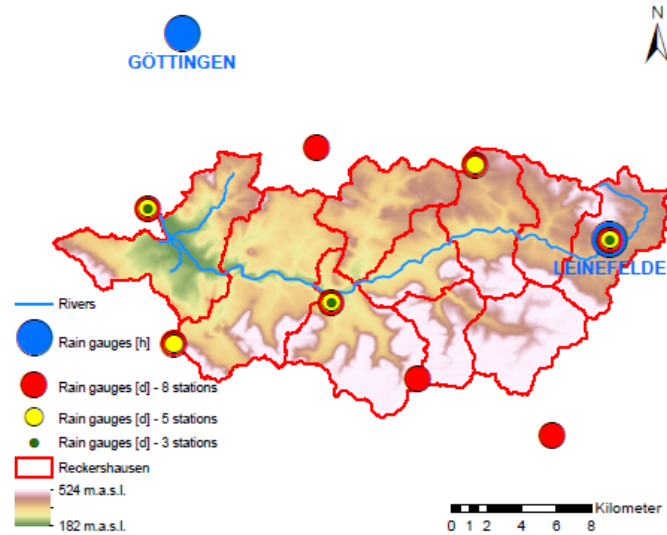 N
GÖTTINGEN
LEINEFELDE
Rivers
Rain gauges [h]
Rain gauges [d] - 8 stations
Rain gauges [d] - 5 stations
Rain gauges [d] - 3 stations
Reckershausen
524 m.a.s.l.
182 m.a.s.l.
Kilometer
0 1 2 4 6 8